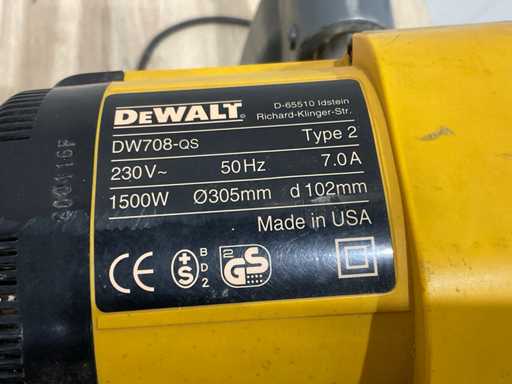 DEWALT
D-65510 Idstein
Richard-Klinger-Str.
DW708-QS Type 2
230V~ 50Hz 7.0A
1500W Ø305mm d 102mm
Made in USA
CE
S
B
D
2
GS